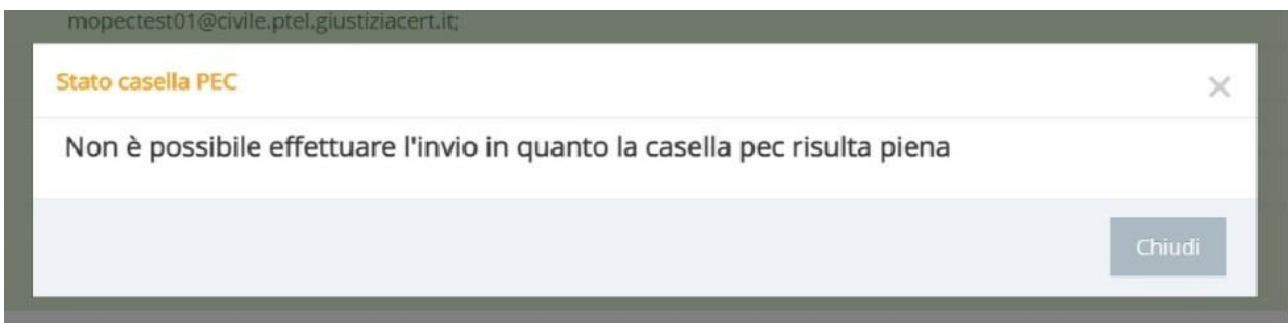 mopectest01@civile.ptel.giustiziacert.it;
Stato casella PEC
Non è possibile effettuare l'invio in quanto la casella pec risulta piena
Chiudi